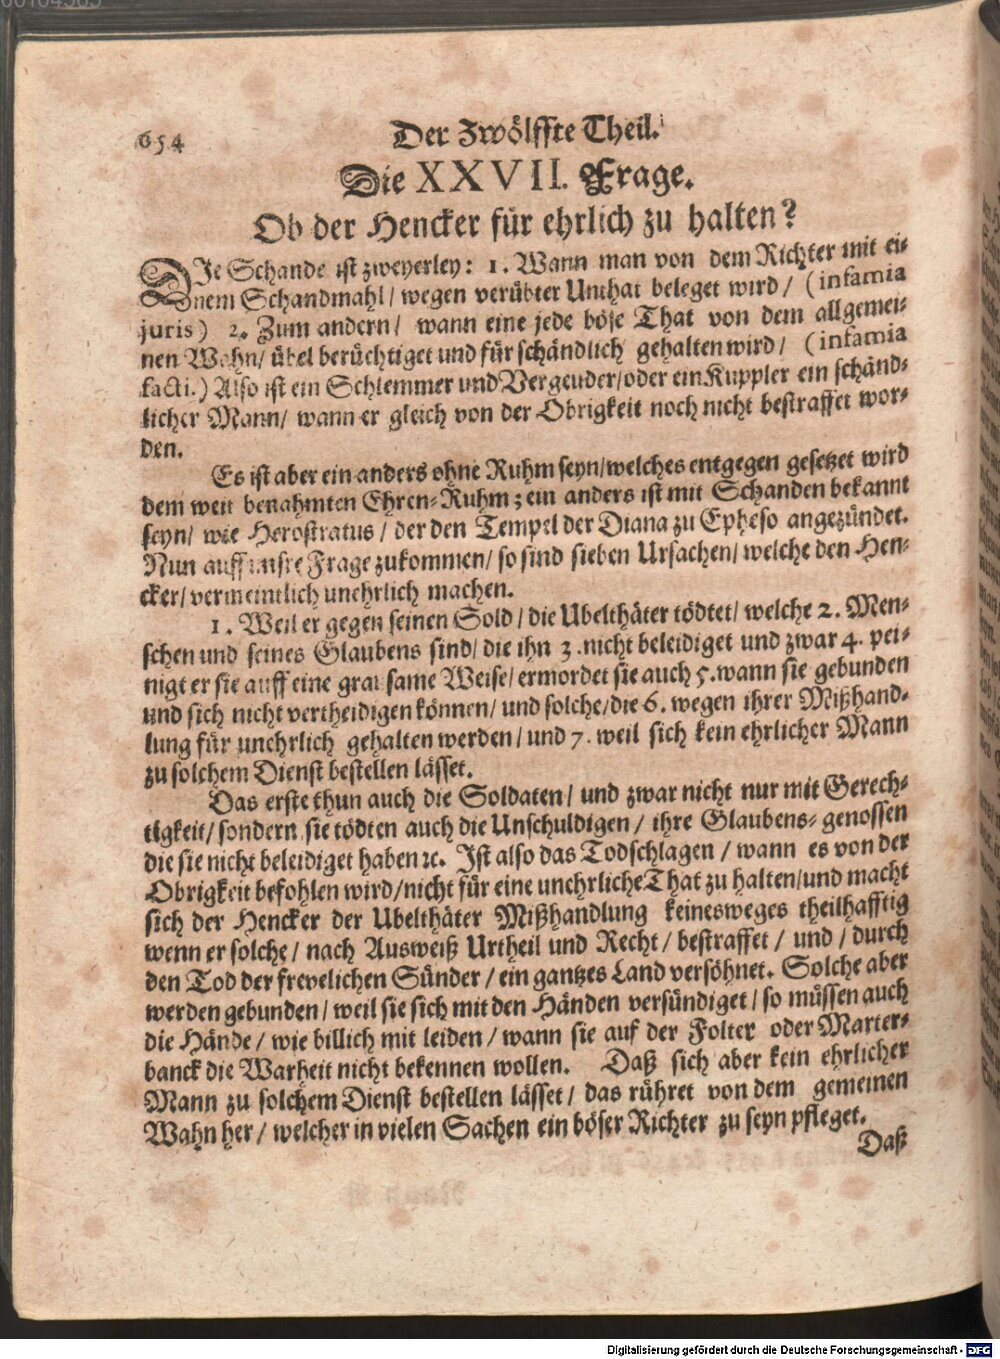 654
Der Zwölffte Theil.
Die XXVII. Frage.
Ob der Hencker für ehrlich zu halten?
DIe Schande ist zweyerley: 1. Wann man von dem Richter mit ei-
nem Schandmahl/ wegen verübter Unthat beleget wird/ (infamia
juris) 2. Zum andern/ wann eine jede böse That von dem allgemei-
nen Wahn/ übel berüchtiget und für schändlich gehalten wird/ (infamia
facti.) Also ist ein Schlemmer und Vergeuder/oder ein Kuppler ein schänd-
licher Mann/ wann er gleich von der Obrigkeit noch nicht bestraffet wor-
den.
Es ist aber ein anders ohne Ruhm seyn/welches entgegen gesetzet wird
dem weit benahmten Ehren-Ruhm; ein anders ist mit Schanden bekannt
seyn/ wie Herostratus/ der den Tempel der Diana zu Epheso angezündet.
Nun auff unsre Frage zukommen/ so sind sieben Ursachen/ welche den Hen-
cker/ vermeintlich unehrlich machen.
1. Weil er gegen seinen Sold/ die Ubelthäter tödtet/ welche 2. Men-
schen und seines Glaubens sind/ die ihn 3. nicht beleidiget und zwar 4. pei-
nigt er sie auff eine grausame Weise/ ermordet sie auch 5. wann sie gebunden
und sich nicht vertheidigen können/ und solche/die 6. wegen ihrer Mißhand-
lung für unehrlich gehalten werden/ und 7. weil sich kein ehrlicher Mann
zu solchem Dienst bestellen lässet.
Das erste thun auch die Soldaten/ und zwar nicht nur mit Gerech-
tigkeit/ sondern sie tödten auch die Unschuldigen/ ihre Glaubens-genossen
die sie nicht beleidiget haben ꝛc. Ist also das Todschlagen/ wann es von der
Obrigkeit befohlen wird/nicht für eine unehrliche That zu halten/und macht
sich der Hencker der Ubelthäter Mißhandlung keinesweges theilhafftig
wenn er solche/ nach Ausweiß Urtheil und Recht/ bestraffet/ und/ durch
den Tod der frevelichen Sünder/ ein gantzes Land versöhnet. Solche aber
werden gebunden/ weil sie sich mit den Händen versündiget/ so müssen auch
die Hände/ wie billich mit leiden/ wann sie auf der Folter oder Marter-
banck die Warheit nicht bekennen wollen. Daß sich aber kein ehrlicher
Mann zu solchem Dienst bestellen lässet/ das rühret von dem gemeinen
Wahn her/ welcher in vielen Sachen ein böser Richter zu seyn pfleget.
Daß
Digitalisierung gefördert durch die Deutsche Forschungsgemeinschaft - DFG